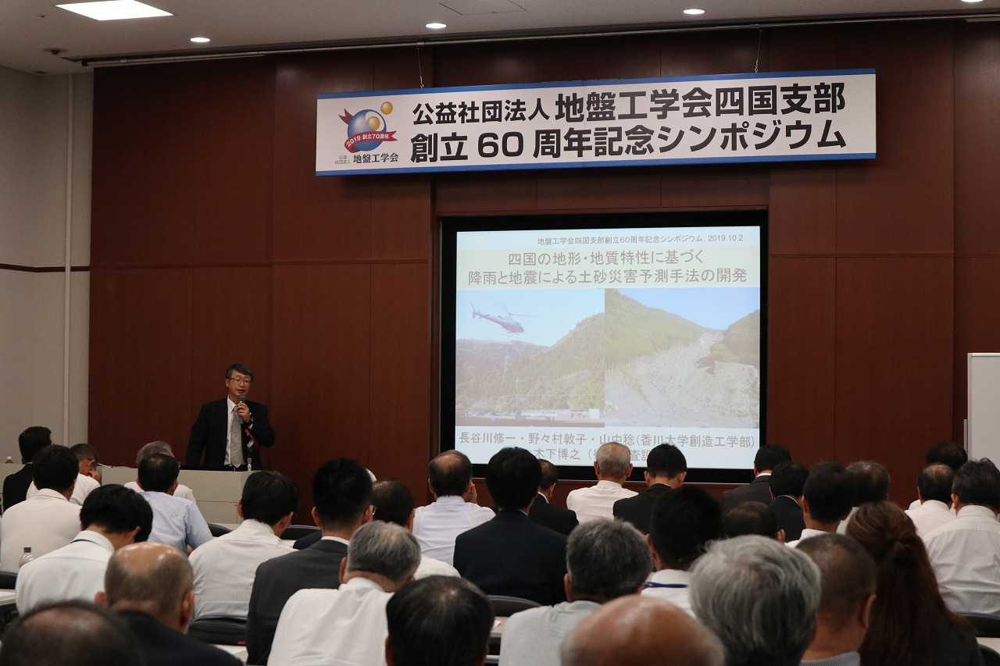 公益社団法人 地盤工学会四国支部
創立60周年記念シンポジウム
2019 創立70周年
公益
社団法人 地盤工学会
地盤工学会四国支部創立60周年記念シンポジウム. 2019.10.2
四国の地形・地質特性に基づく
降雨と地震による土砂災害予測手法の開発
長谷川修一・野々村敦子・山中稔(香川大学創造工学部)
木下博之